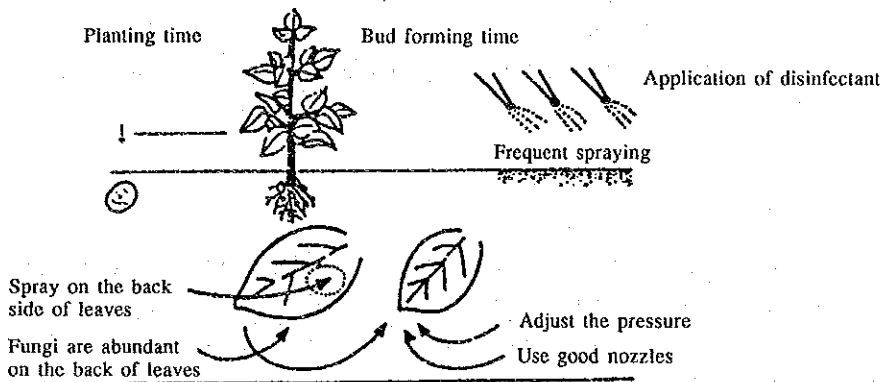 Planting time
Bud forming time
Application of disinfectant
Frequent spraying
Spray on the back
side of leaves
Fungi are abundant
on the back of leaves
Adjust the pressure
Use good nozzles